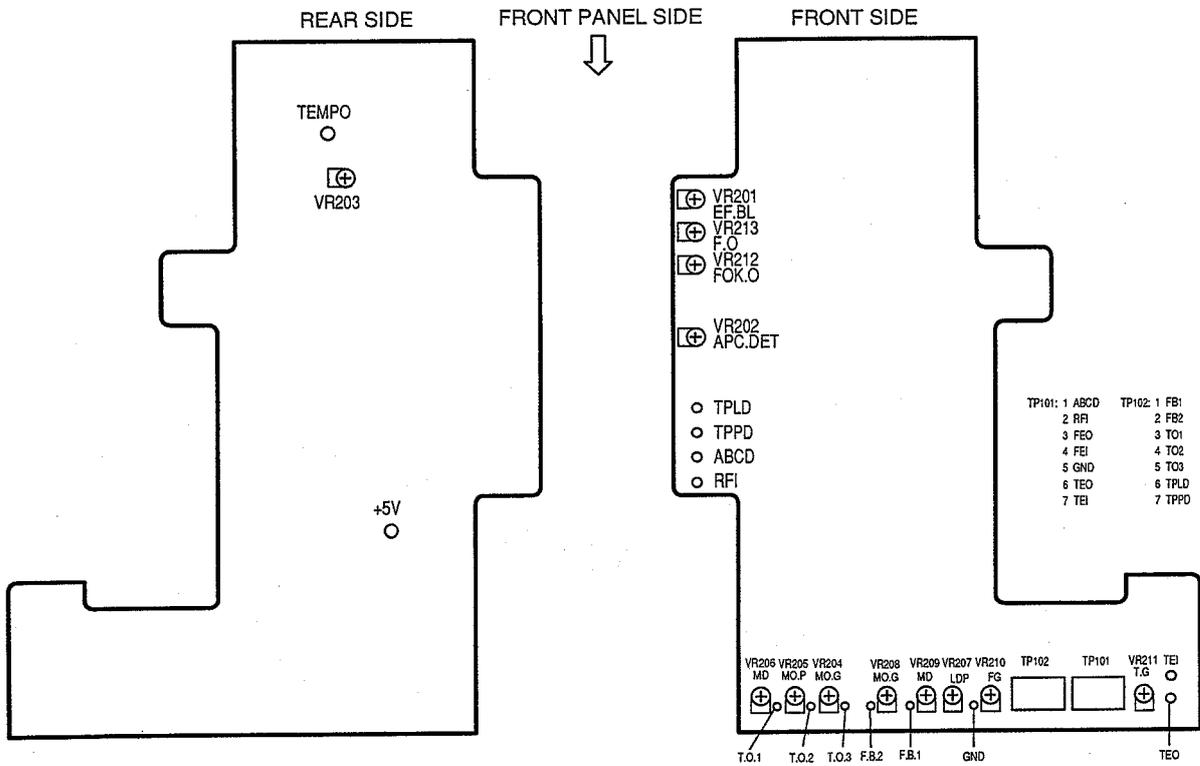 REAR SIDE
FRONT PANEL SIDE
FRONT SIDE
TEMPO
VR203
+5V
VR201
EF.BL
VR213
F.O
VR212
FOK.O
VR202
APC.DET
TPLD
TPPD
ABCD
RFI
TP101: 1 ABCD
2 RFI
3 FEO
4 FEI
5 GND
6 TEO
7 TEI
TP102: 1 FB1
2 FB2
3 TO1
4 TO2
5 TO3
6 TPLD
7 TPPD
VR206
MD
VR205
MO.P
VR204
MO.G
VR208
MO.G
VR209
MD
VR207
LDP
VR210
FG
TP102
TP101
VR211
T.G
TEI
T.O.1
T.O.2
T.O.3
F.B.2
F.B.1
GND
TEO